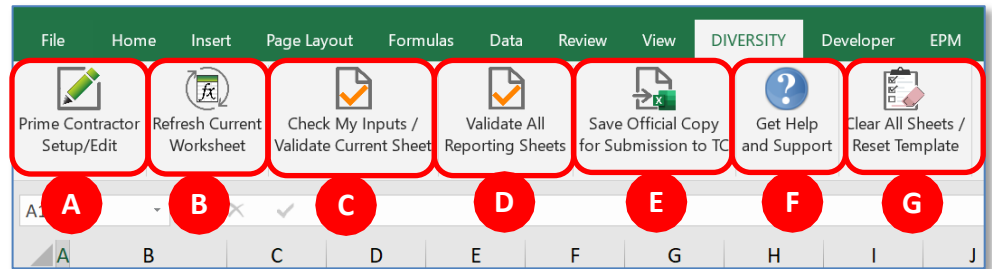 File Home Insert Page Layout Formulas Data Review View DIVERSITY Developer EPM
Prime Contractor Refresh Current Check My Inputs / Validate All Save Official Copy Get Help Clear All Sheets /
Setup/Edit Worksheet Validate Current Sheet Reporting Sheets for Submission to TC and Support Reset Template
A B C D E F G
A B C D E F G H I J